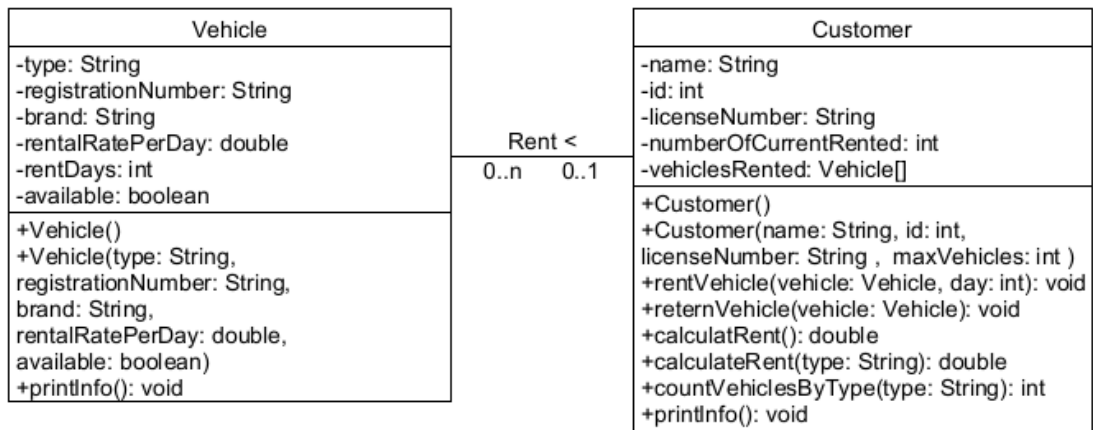 Vehicle
-type: String
-registrationNumber: String
-brand: String
-rentalRatePerDay: double
-rentDays: int
-available: boolean
+Vehicle()
+Vehicle(type: String,
registrationNumber: String,
brand: String,
rentalRatePerDay: double,
available: boolean)
+printInfo(): void
Rent <
0..n 0..1
Customer
-name: String
-id: int
-licenseNumber: String
-numberOfCurrentRented: int
-vehiclesRented: Vehicle[]
+Customer()
+Customer(name: String, id: int,
licenseNumber: String , maxVehicles: int )
+rentVehicle(vehicle: Vehicle, day: int): void
+reternVehicle(vehicle: Vehicle): void
+calculatRent(): double
+calculateRent(type: String): double
+countVehiclesByType(type: String): int
+printInfo(): void